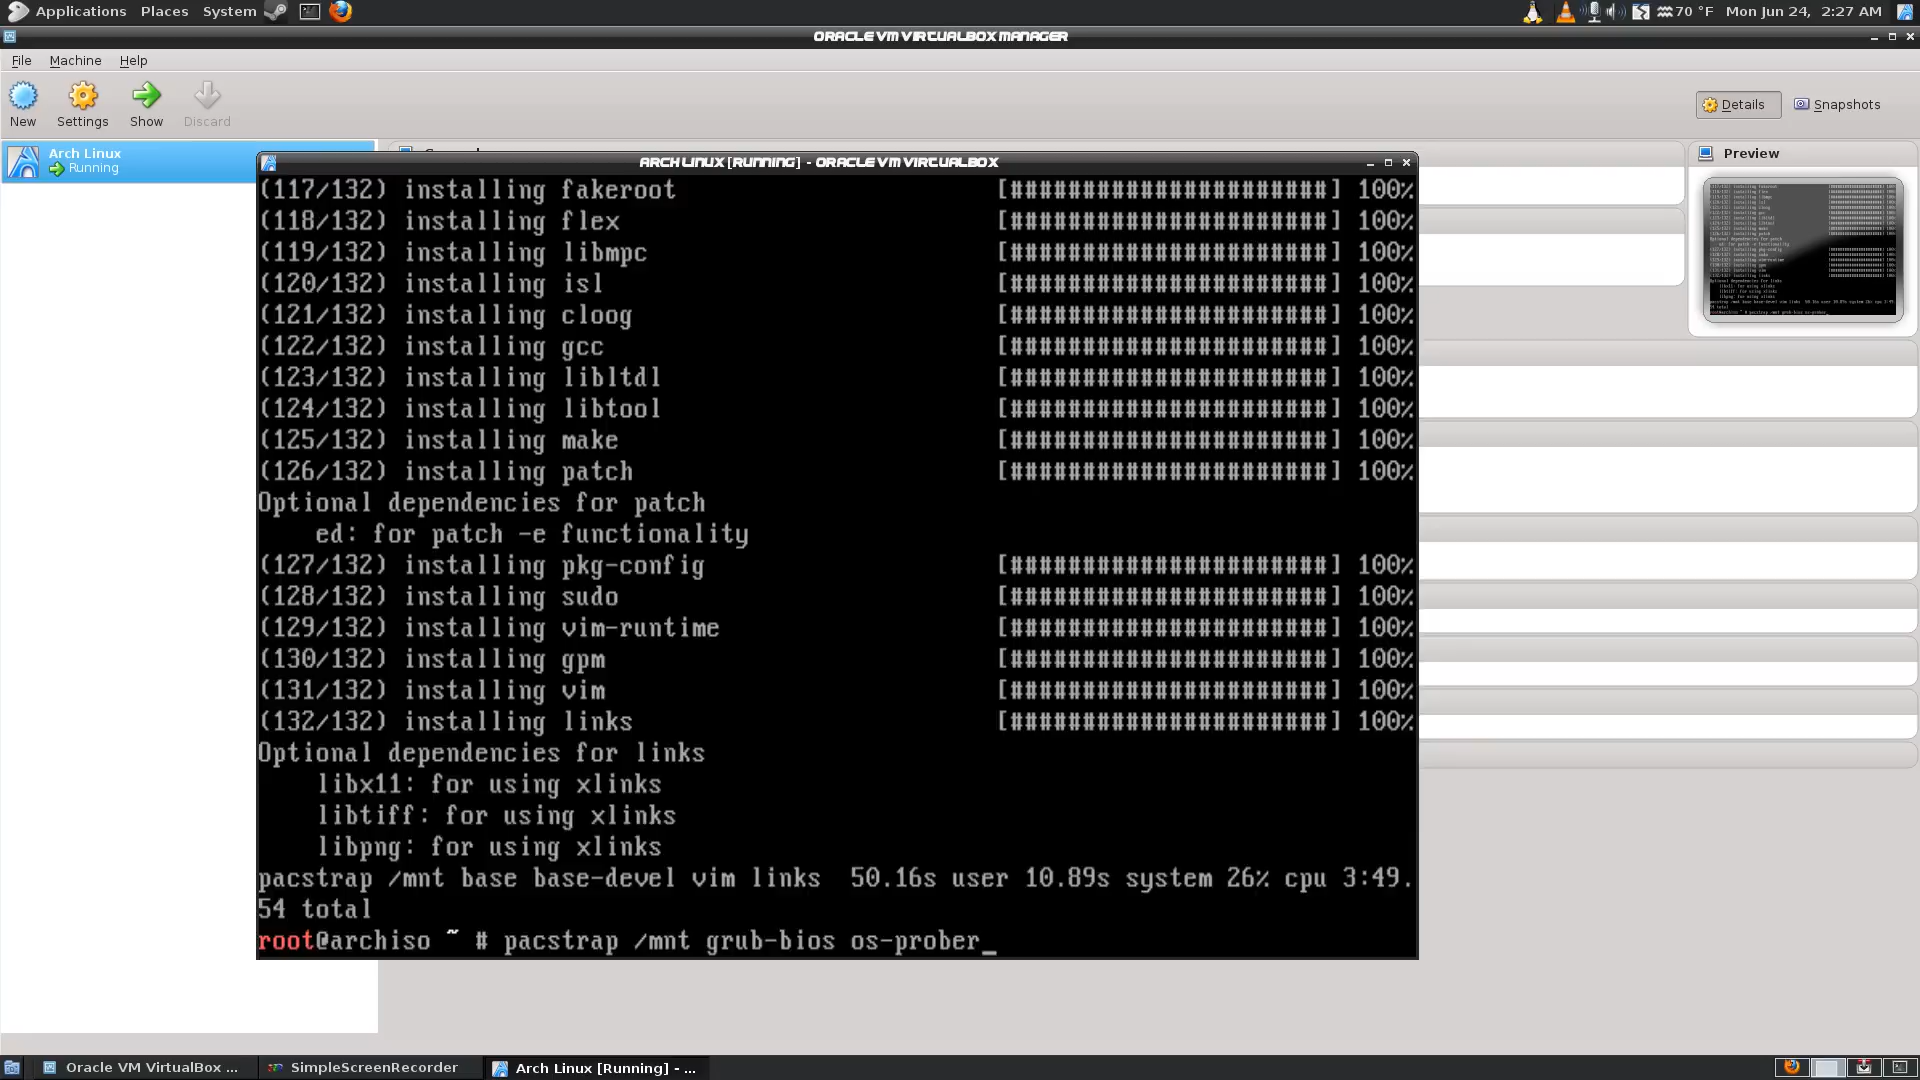 Applications Places System 70 °F Mon Jun 24, 2:27 AM
ORACLE VM VIRTUALBOX MANAGER
File Machine Help
New Settings Show Discard Details Snapshots
Arch Linux
Running
Preview
ARCH LINUX [RUNNING] - ORACLE VM VIRTUALBOX
(117/132) installing fakeroot [######################] 100%
(118/132) installing flex [######################] 100%
(119/132) installing libmpc [######################] 100%
(120/132) installing isl [######################] 100%
(121/132) installing cloog [######################] 100%
(122/132) installing gcc [######################] 100%
(123/132) installing libltdl [######################] 100%
(124/132) installing libtool [######################] 100%
(125/132) installing make [######################] 100%
(126/132) installing patch [######################] 100%
Optional dependencies for patch
ed: for patch -e functionality
(127/132) installing pkg-config [######################] 100%
(128/132) installing sudo [######################] 100%
(129/132) installing vim-runtime [######################] 100%
(130/132) installing gpm [######################] 100%
(131/132) installing vim [######################] 100%
(132/132) installing links [######################] 100%
Optional dependencies for links
libx11: for using xlinks
libtiff: for using xlinks
libpng: for using xlinks
pacstrap /mnt base base-devel vim links 50.16s user 10.89s system 26% cpu 3:49.
54 total
root@archiso ~ # pacstrap /mnt grub-bios os-prober_
Oracle VM VirtualBox ... SimpleScreenRecorder Arch Linux [Running] - ...